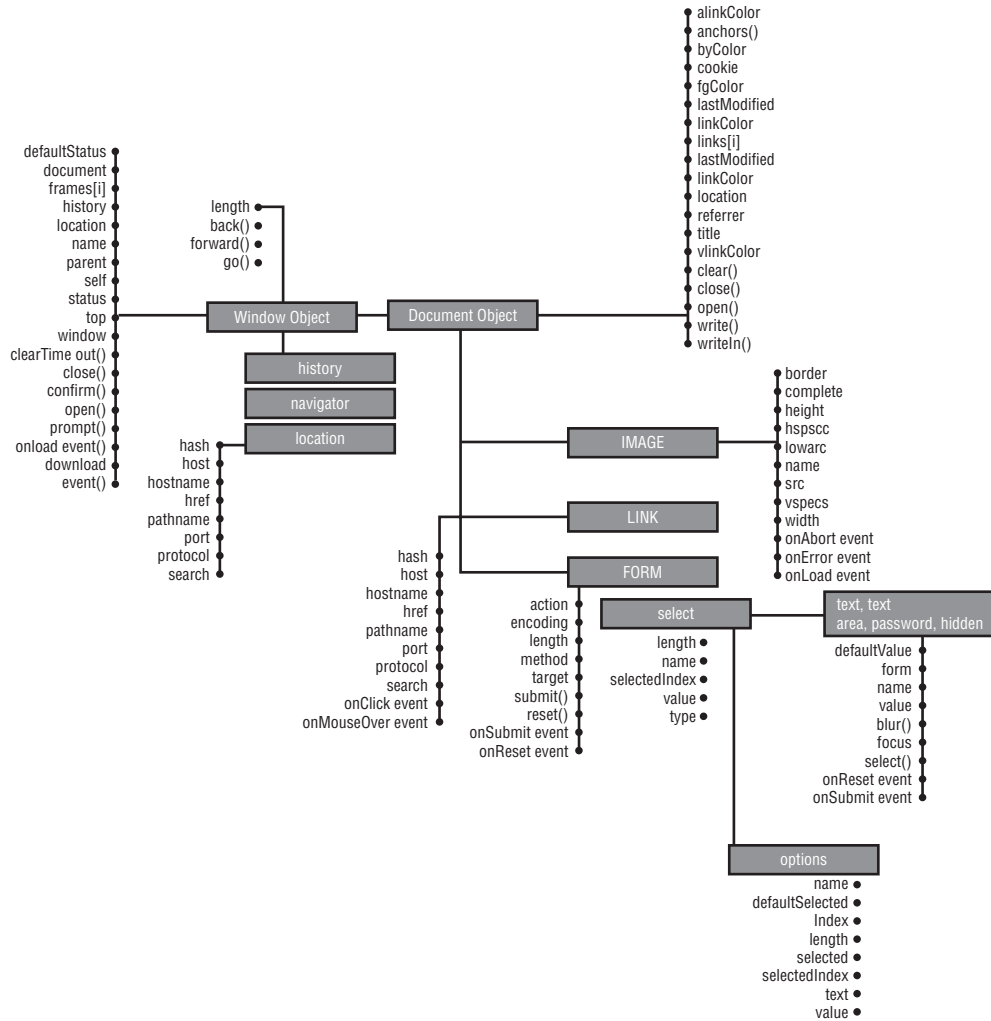 alinkColor
anchors()
byColor
cookie
fgColor
lastModified
linkColor
links[i]
lastModified
linkColor
location
referrer
title
vlinkColor
clear()
close()
open()
write()
writeIn()
defaultStatus
document
frames[i]
history
location
name
parent
self
status
top
window
clearTime out()
close()
confirm()
open()
prompt()
onload event()
download
event()
length
back()
forward()
go()
Window Object
Document Object
history
navigator
location
hash
host
hostname
href
pathname
port
protocol
search
IMAGE
border
complete
height
hspscc
lowarc
name
src
vspecs
width
onAbort event
onError event
onLoad event
LINK
hash
host
hostname
href
pathname
port
protocol
search
onClick event
onMouseOver event
FORM
action
encoding
length
method
target
submit()
reset()
onSubmit event
onReset event
select
length
name
selectedIndex
value
type
text, text
area, password, hidden
defaultValue
form
name
value
blur()
focus
select()
onReset event
onSubmit event
options
name
defaultSelected
Index
length
selected
selectedIndex
text
value